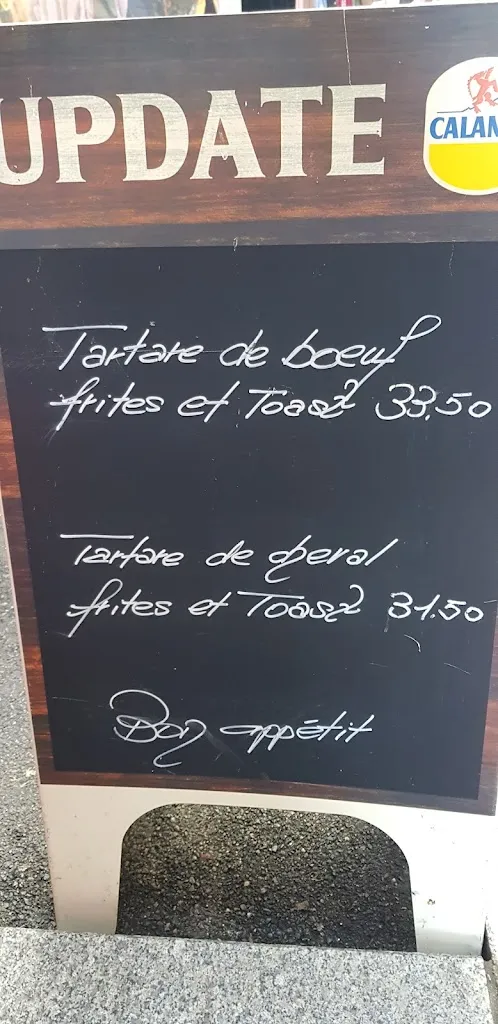 UPDATE
CALAN
Tartare de boeuf
frites et Toast 33.50
Tartare de cheval
frites et Toast 31.50
Bon appétit